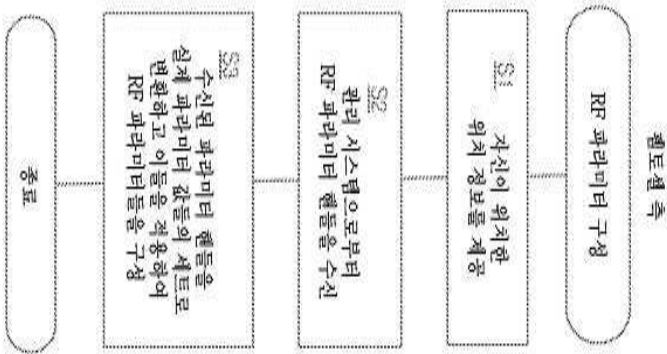 펨토셀 측
RF 파라미터 구성
S1
자신이 위치한
위치 정보를 제공
S2
관리 시스템으로부터
RF 파라미터 핸들을 수신
S3
수신된 파라미터 핸들을
실제 파라미터 값들의 세트로
변환하고 이들을 적용하여
RF 파라미터들을 구성
종료